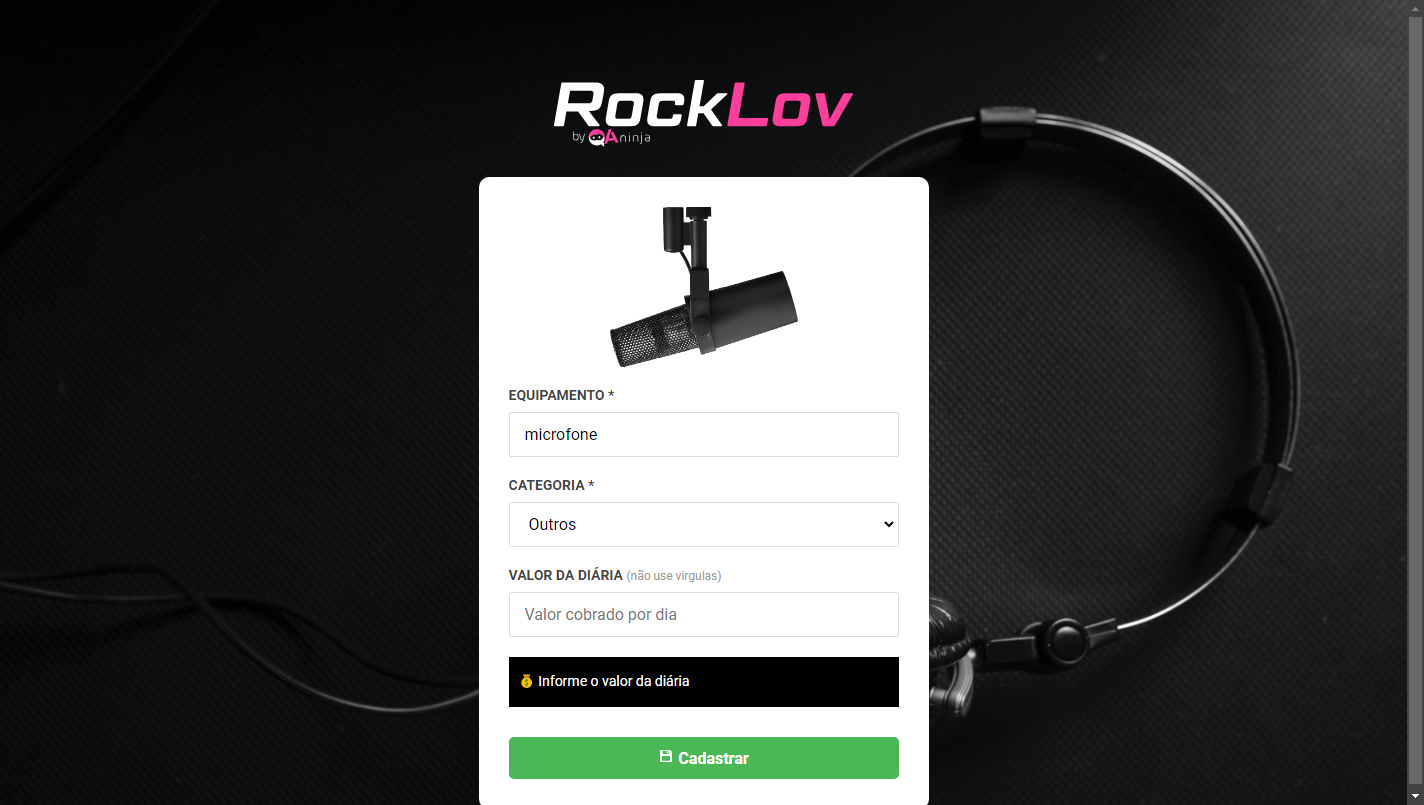 RockLov
by QAninja
EQUIPAMENTO *
microfone
CATEGORIA *
Outros
VALOR DA DIÁRIA (não use virgulas)
Valor cobrado por dia
💰 Informe o valor da diária
Cadastrar